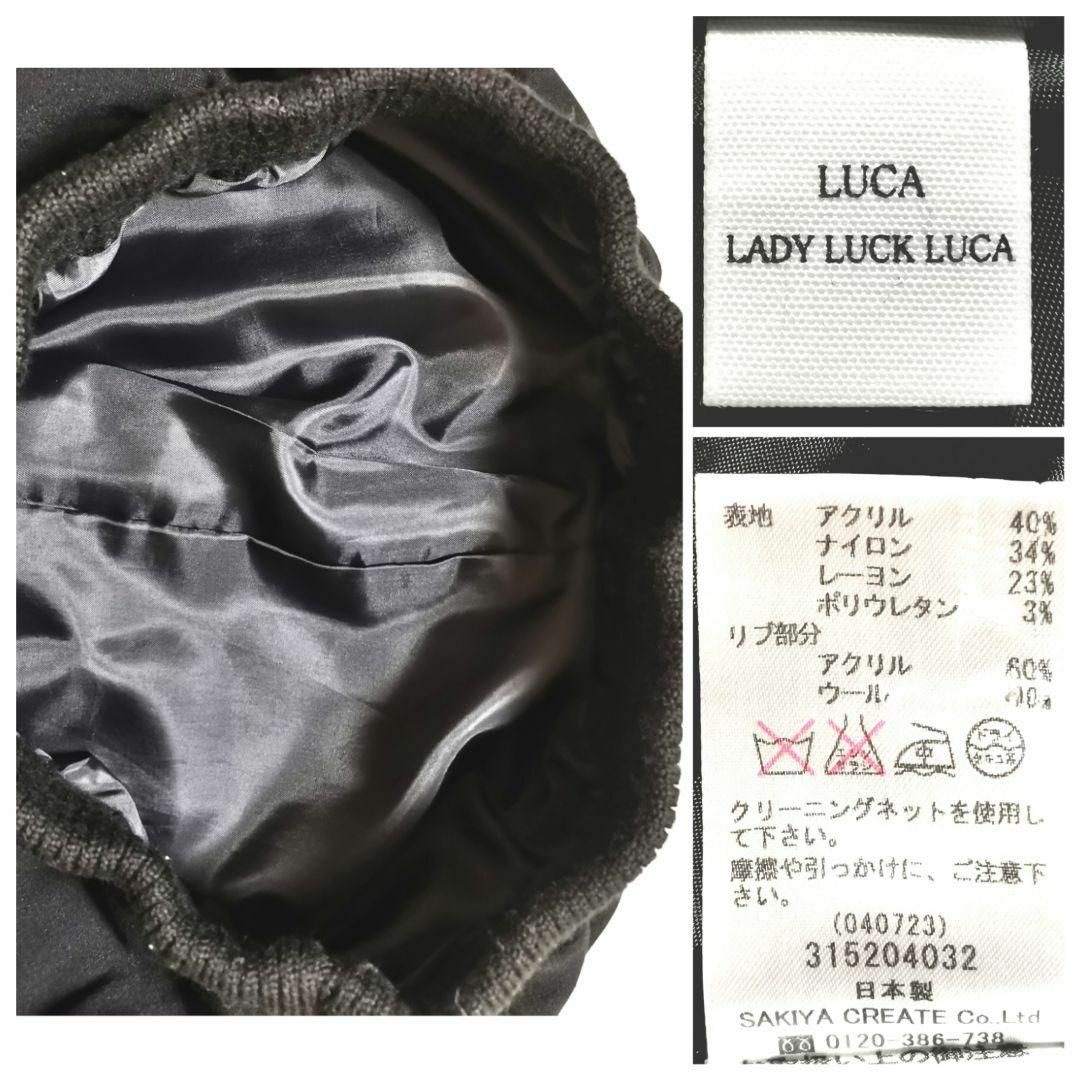 LUCA
LADY LUCK LUCA
表地 アクリル 40%
ナイロン 34%
レーヨン 23%
ポリウレタン 3%
リブ部分
アクリル 60%
ウール
中
クリーニングネットを使用し
て下さい。
摩擦や引っかけに、ご注意下
さい。
(040723)
315204032
日本製
SAKIYA CREATE Co.,Ltd
0120-386-738